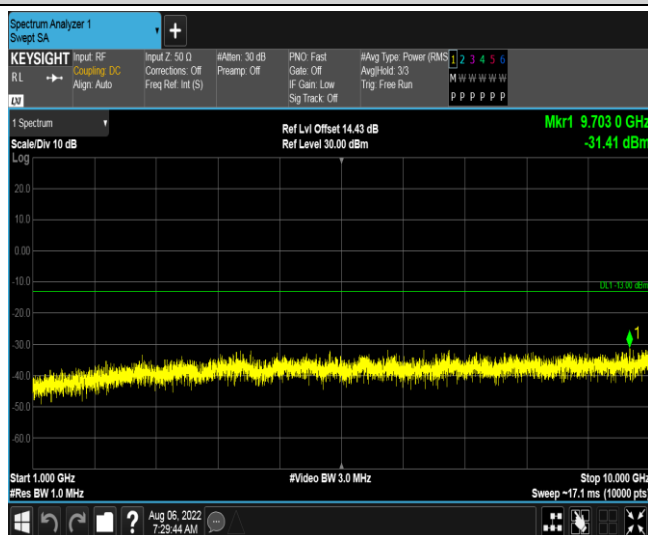 Spectrum Analyzer 1
Swept SA
+
KEYSIGHT
RL
LXI
Input: RF
Coupling: DC
Align: Auto
Input Z: 50 Ω
Corrections: Off
Freq Ref: Int (S)
#Atten: 30 dB
Preamp: Off
PNO: Fast
Gate: Off
IF Gain: Low
Sig Track: Off
#Avg Type: Power (RMS
Avg|Hold: 3/3
Trig: Free Run
1 2 3 4 5 6
M W W W W W
P P P P P P
1 Spectrum
Scale/Div 10 dB
Ref Lvl Offset 14.43 dB
Ref Level 30.00 dBm
Mkr1 9.703 0 GHz
-31.41 dBm
Log
20.0
10.0
0.00
-10.0
DL1 -13.00 dBm
-20.0
-30.0
1
-40.0
-50.0
-60.0
Start 1.000 GHz
#Video BW 3.0 MHz
Stop 10.000 GHz
#Res BW 1.0 MHz
Sweep ~17.1 ms (10000 pts)
?
Aug 06, 2022
7:29:44 AM